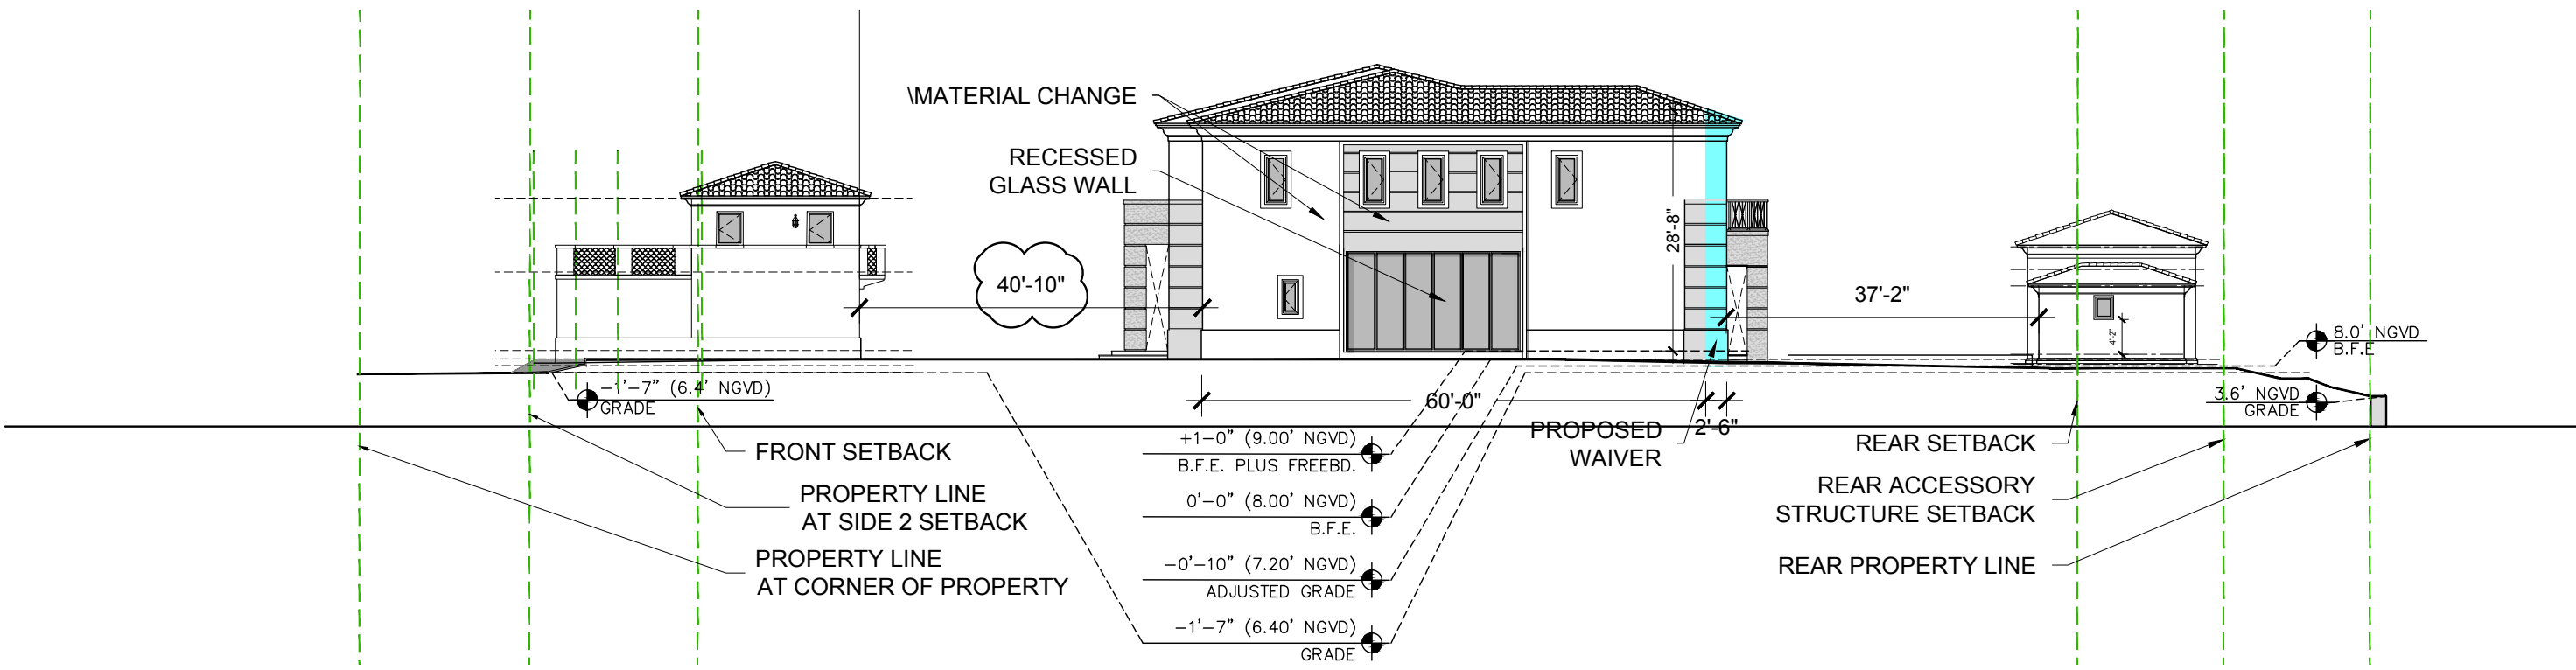 \MATERIAL CHANGE
RECESSED
GLASS WALL
40'-10"
28'-8"
37'-2"
4'-2"
8.0' NGVD
B.F.E
-1'-7" (6.4' NGVD)
GRADE
3.6' NGVD
GRADE
60'-0"
2'-6"
PROPOSED
WAIVER
FRONT SETBACK
PROPERTY LINE
AT SIDE 2 SETBACK
PROPERTY LINE
AT CORNER OF PROPERTY
+1-0" (9.00' NGVD)
B.F.E. PLUS FREEBD.
0'-0" (8.00' NGVD)
B.F.E.
-0'-10" (7.20' NGVD)
ADJUSTED GRADE
-1'-7" (6.40' NGVD)
GRADE
REAR SETBACK
REAR ACCESSORY
STRUCTURE SETBACK
REAR PROPERTY LINE